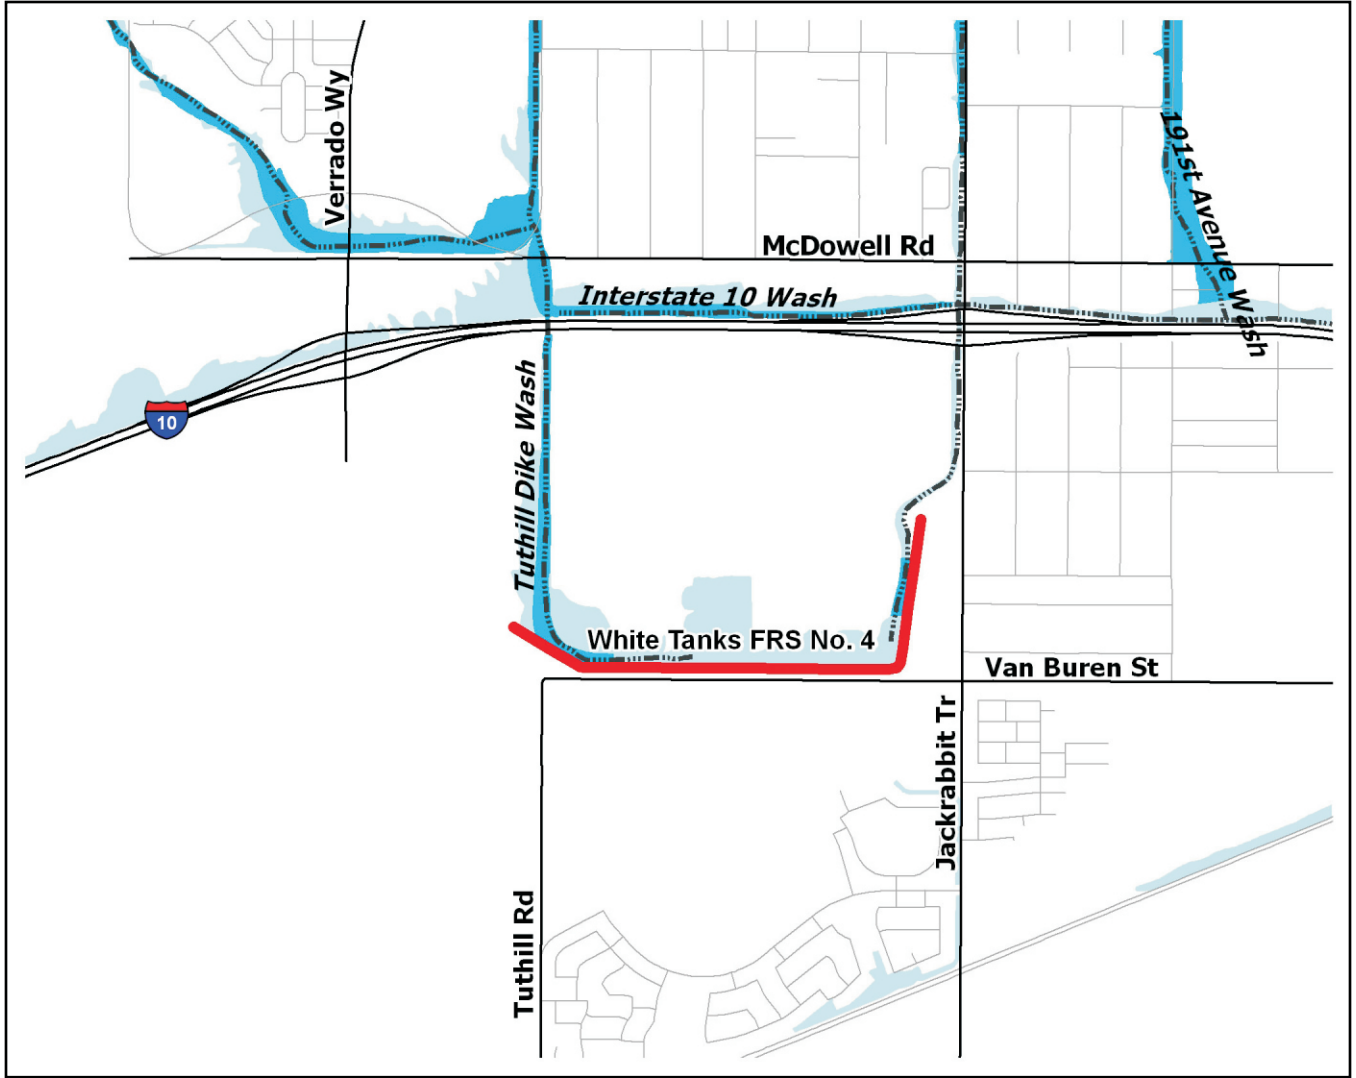 Verrado Wy
191st Avenue Wash
McDowell Rd
Interstate 10 Wash
10
Tuthill Dike Wash
White Tanks FRS No. 4
Van Buren St
Jackrabbit Tr
Tuthill Rd